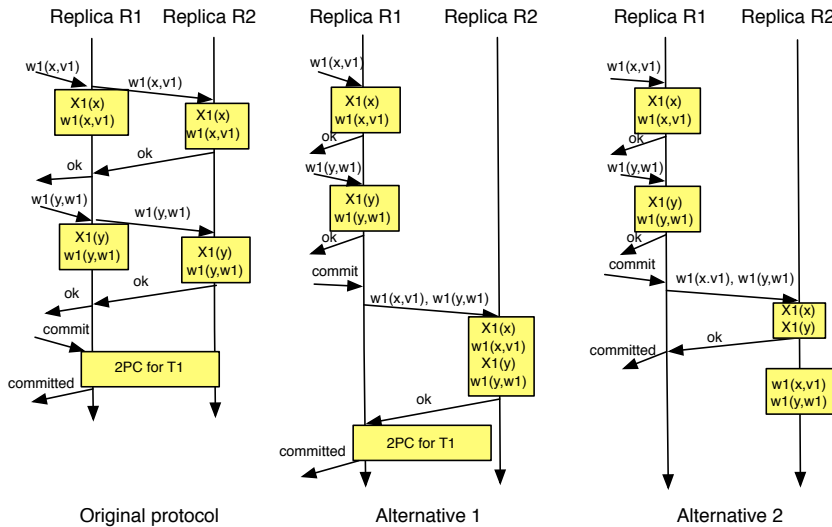 Replica R1
Replica R2
w1(x,v1)
w1(x,v1)
X1(x)
w1(x,v1)
X1(x)
w1(x,v1)
ok
ok
w1(y,w1)
w1(y,w1)
X1(y)
w1(y,w1)
X1(y)
w1(y,w1)
ok
ok
commit
2PC for T1
committed
Original protocol
Replica R1
Replica R2
w1(x,v1)
X1(x)
w1(x,v1)
ok
w1(y,w1)
X1(y)
w1(y,w1)
ok
commit
w1(x,v1), w1(y,w1)
X1(x)
w1(x,v1)
X1(y)
w1(y,w1)
ok
2PC for T1
committed
Alternative 1
Replica R1
Replica R2
w1(x,v1)
X1(x)
w1(x,v1)
ok
w1(y,w1)
X1(y)
w1(y,w1)
ok
commit
w1(x.v1), w1(y,w1)
X1(x)
X1(y)
ok
committed
w1(x,v1)
w1(y,w1)
Alternative 2